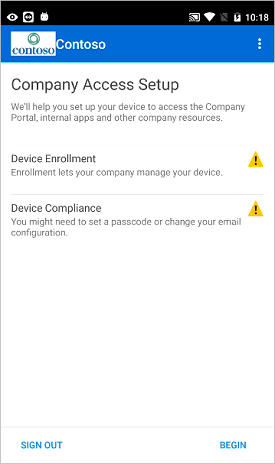 10:18
contoso
Contoso
Company Access Setup
We'll help you set up your device to access the Company
Portal, internal apps and other company resources.
Device Enrollment
Enrollment lets your company manage your device.
Device Compliance
You might need to set a passcode or change your email
configuration.
SIGN OUT
BEGIN